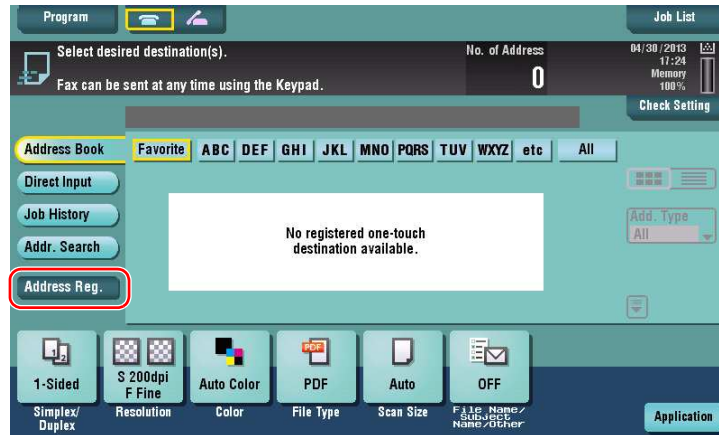 Program
Job List
Select desired destination(s).
Fax can be sent at any time using the Keypad.
No. of Address
0
04/30/2013
17:24
Memory
100%
Check Setting
Address Book
Favorite ABC DEF GHI JKL MNO PQRS TUV WXYZ etc All
Direct Input
Job History
Addr. Search
Address Reg.
No registered one-touch
destination available.
Add. Type
All
1 2
1-Sided
S 200dpi
F Fine
Auto Color
PDF
PDF
Auto
OFF
Simplex/
Duplex
Resolution
Color
File Type
Scan Size
File Name/
Subject
Name/Other
Application